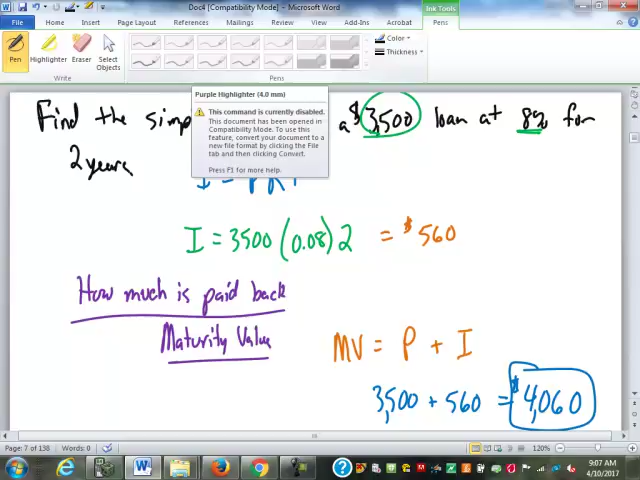 Doc4 [Compatibility Mode] - Microsoft Word
Ink Tools
File Home Insert Page Layout References Mailings Review View Add-Ins Acrobat Pens
Pen Highlighter Eraser Select Objects
Color
Thickness
Write Pens
Purple Highlighter (4.0 mm)
This command is currently disabled.
This document has been opened in
Compatibility Mode. To use this
feature, convert your document to a
new file format by clicking the File
tab and then clicking Convert.
Press F1 for more help.
Find the a $3,500 loan at 8% for
2 years
I = PRT
I = 3500 (0.08) 2 = $560
How much is paid back
Maturity Value
MV = P + I
3,500 + 560 = $4,060
Page: 7 of 138 Words: 0 120%
9:07 AM
4/10/2017